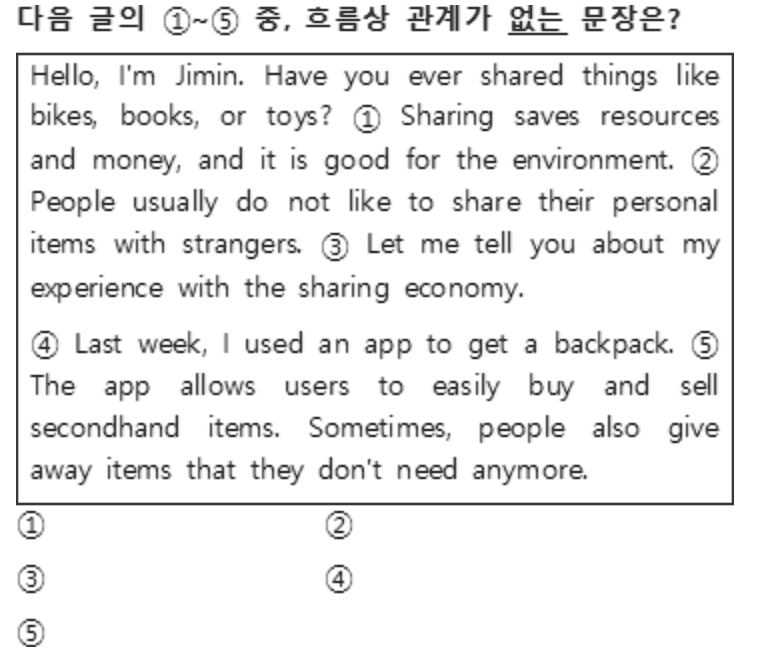 다음 글의 ①~⑤ 중, 흐름상 관계가 없는 문장은?
Hello, I'm Jimin. Have you ever shared things like
bikes, books, or toys? ① Sharing saves resources
and money, and it is good for the environment. ②
People usually do not like to share their personal
items with strangers. ③ Let me tell you about my
experience with the sharing economy.
④ Last week, I used an app to get a backpack. ⑤
The app allows users to easily buy and sell
secondhand items. Sometimes, people also give
away items that they don't need anymore.
① ②
③ ④
⑤